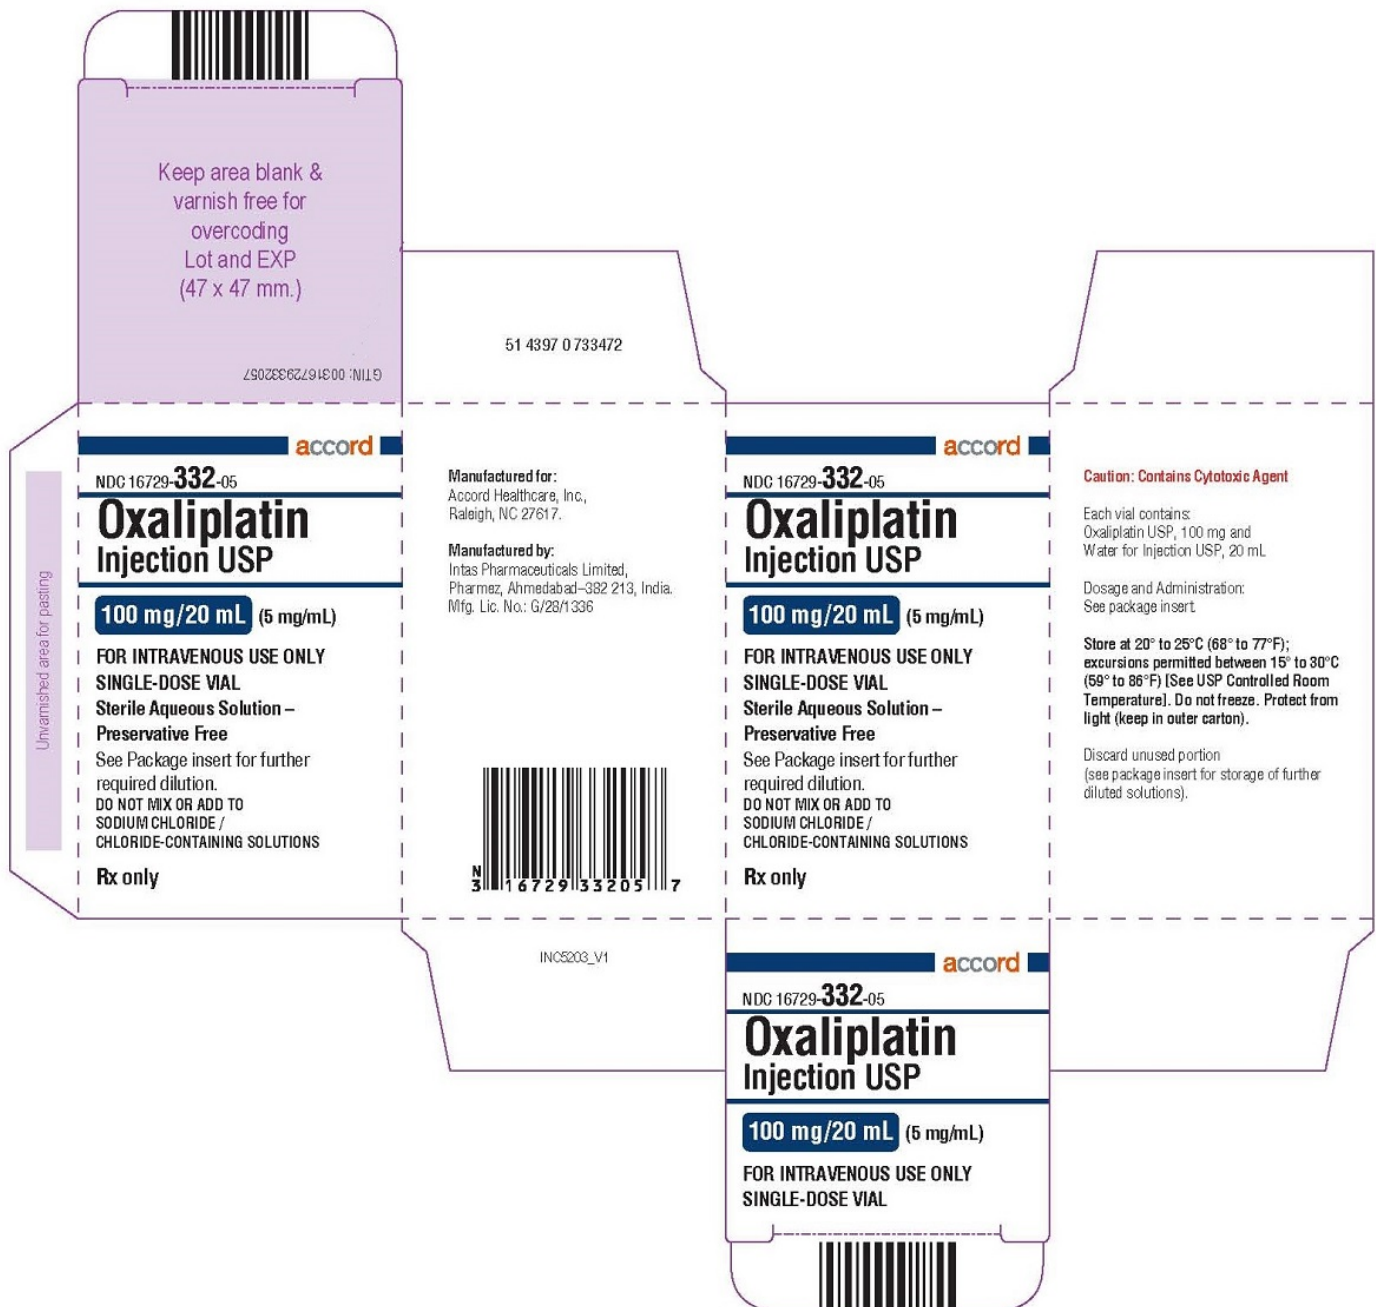 Keep area blank &
varnish free for
overcoding
Lot and EXP
(47 x 47 mm.)
GTIN: 00316729332057
51 4397 0 733472
Unvarnished area for pasting
accord
NDC 16729-332-05
Oxaliplatin
Injection USP
100 mg/20 mL (5 mg/mL)
FOR INTRAVENOUS USE ONLY
SINGLE-DOSE VIAL
Sterile Aqueous Solution –
Preservative Free
See Package insert for further
required dilution.
DO NOT MIX OR ADD TO
SODIUM CHLORIDE /
CHLORIDE-CONTAINING SOLUTIONS
Rx only
Manufactured for:
Accord Healthcare, Inc.,
Raleigh, NC 27617.
Manufactured by:
Intas Pharmaceuticals Limited,
Pharmez, Ahmedabad–382 213, India.
Mfg. Lic. No.: G/28/1336
N
3 16729 33205 7
INC5203_V1
accord
NDC 16729-332-05
Oxaliplatin
Injection USP
100 mg/20 mL (5 mg/mL)
FOR INTRAVENOUS USE ONLY
SINGLE-DOSE VIAL
Sterile Aqueous Solution –
Preservative Free
See Package insert for further
required dilution.
DO NOT MIX OR ADD TO
SODIUM CHLORIDE /
CHLORIDE-CONTAINING SOLUTIONS
Rx only
Caution: Contains Cytotoxic Agent
Each vial contains:
Oxaliplatin USP, 100 mg and
Water for Injection USP, 20 mL
Dosage and Administration:
See package insert.
Store at 20° to 25°C (68° to 77°F);
excursions permitted between 15° to 30°C
(59° to 86°F) [See USP Controlled Room
Temperature]. Do not freeze. Protect from
light (keep in outer carton).
Discard unused portion
(see package insert for storage of further
diluted solutions).
accord
NDC 16729-332-05
Oxaliplatin
Injection USP
100 mg/20 mL (5 mg/mL)
FOR INTRAVENOUS USE ONLY
SINGLE-DOSE VIAL